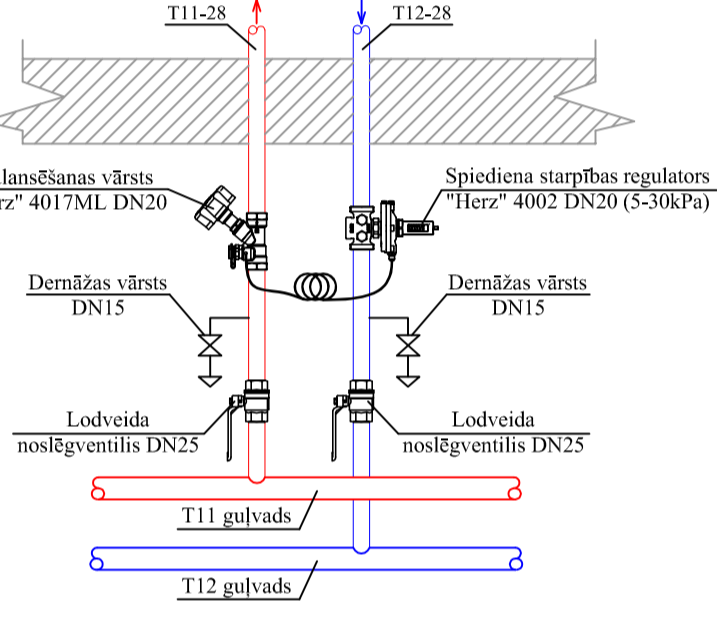 T11-28
T12-28
lansēšanas vārsts
rz" 4017ML DN20
Spiediena starpības regulators
"Herz" 4002 DN20 (5-30kPa)
Dernāžas vārsts
DN15
Dernāžas vārsts
DN15
Lodveida
noslēgventilis DN25
Lodveida
noslēgventilis DN25
T11 guļvads
T12 guļvads